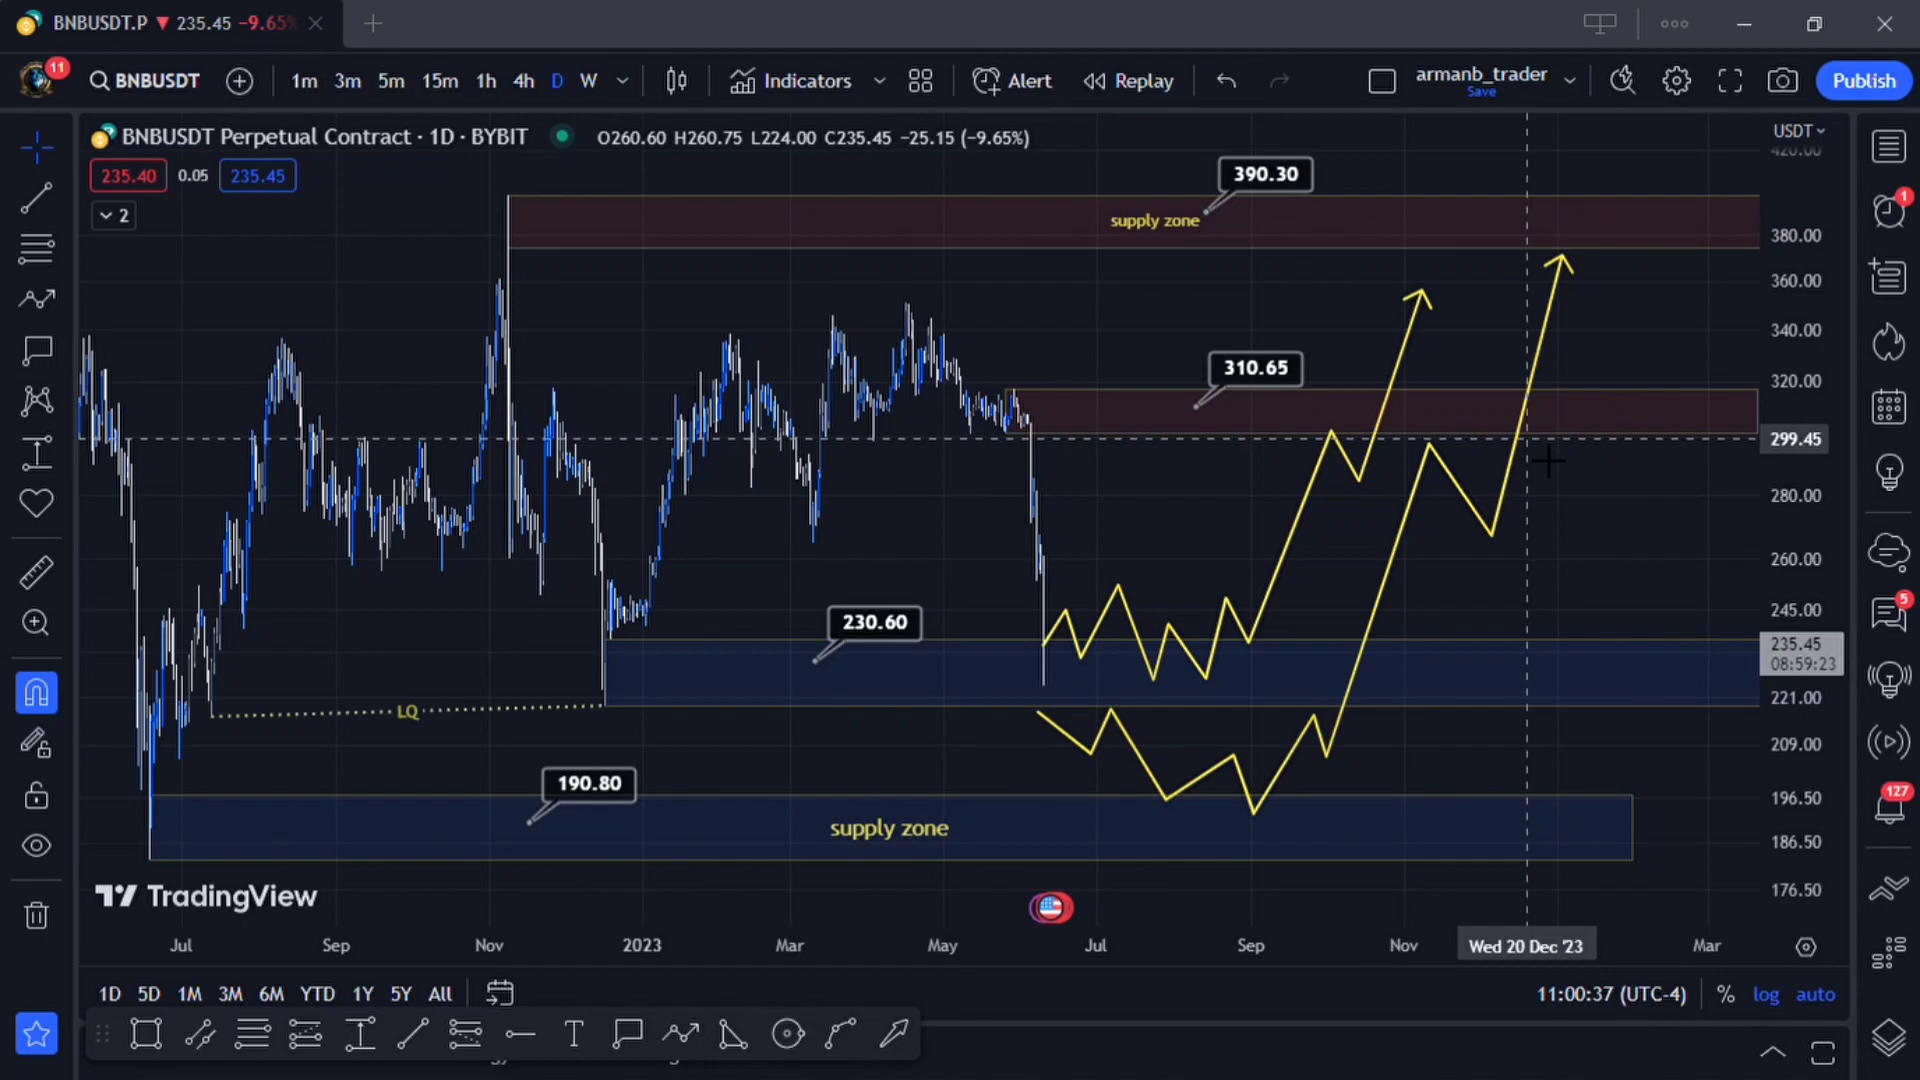 BNBUSDT.P ▼ 235.45 −9.65%
11 BNBUSDT 1m 3m 5m 15m 1h 4h D W Indicators Alert Replay armanb_trader Save Publish
BNBUSDT Perpetual Contract · 1D · BYBIT O260.60 H260.75 L224.00 C235.45 −25.15 (−9.65%)
USDT
420.00
235.40 0.05 235.45
2
390.30
supply zone
1
380.00
360.00
340.00
310.65
320.00
299.45
280.00
260.00
245.00
230.60
5
235.45
08:59:23
221.00
LQ
209.00
190.80
196.50
127
supply zone
186.50
176.50
TradingView
Jul Sep Nov 2023 Mar May Jul Sep Nov Wed 20 Dec '23 Mar
1D 5D 1M 3M 6M YTD 1Y 5Y All 11:00:37 (UTC-4) % log auto
T